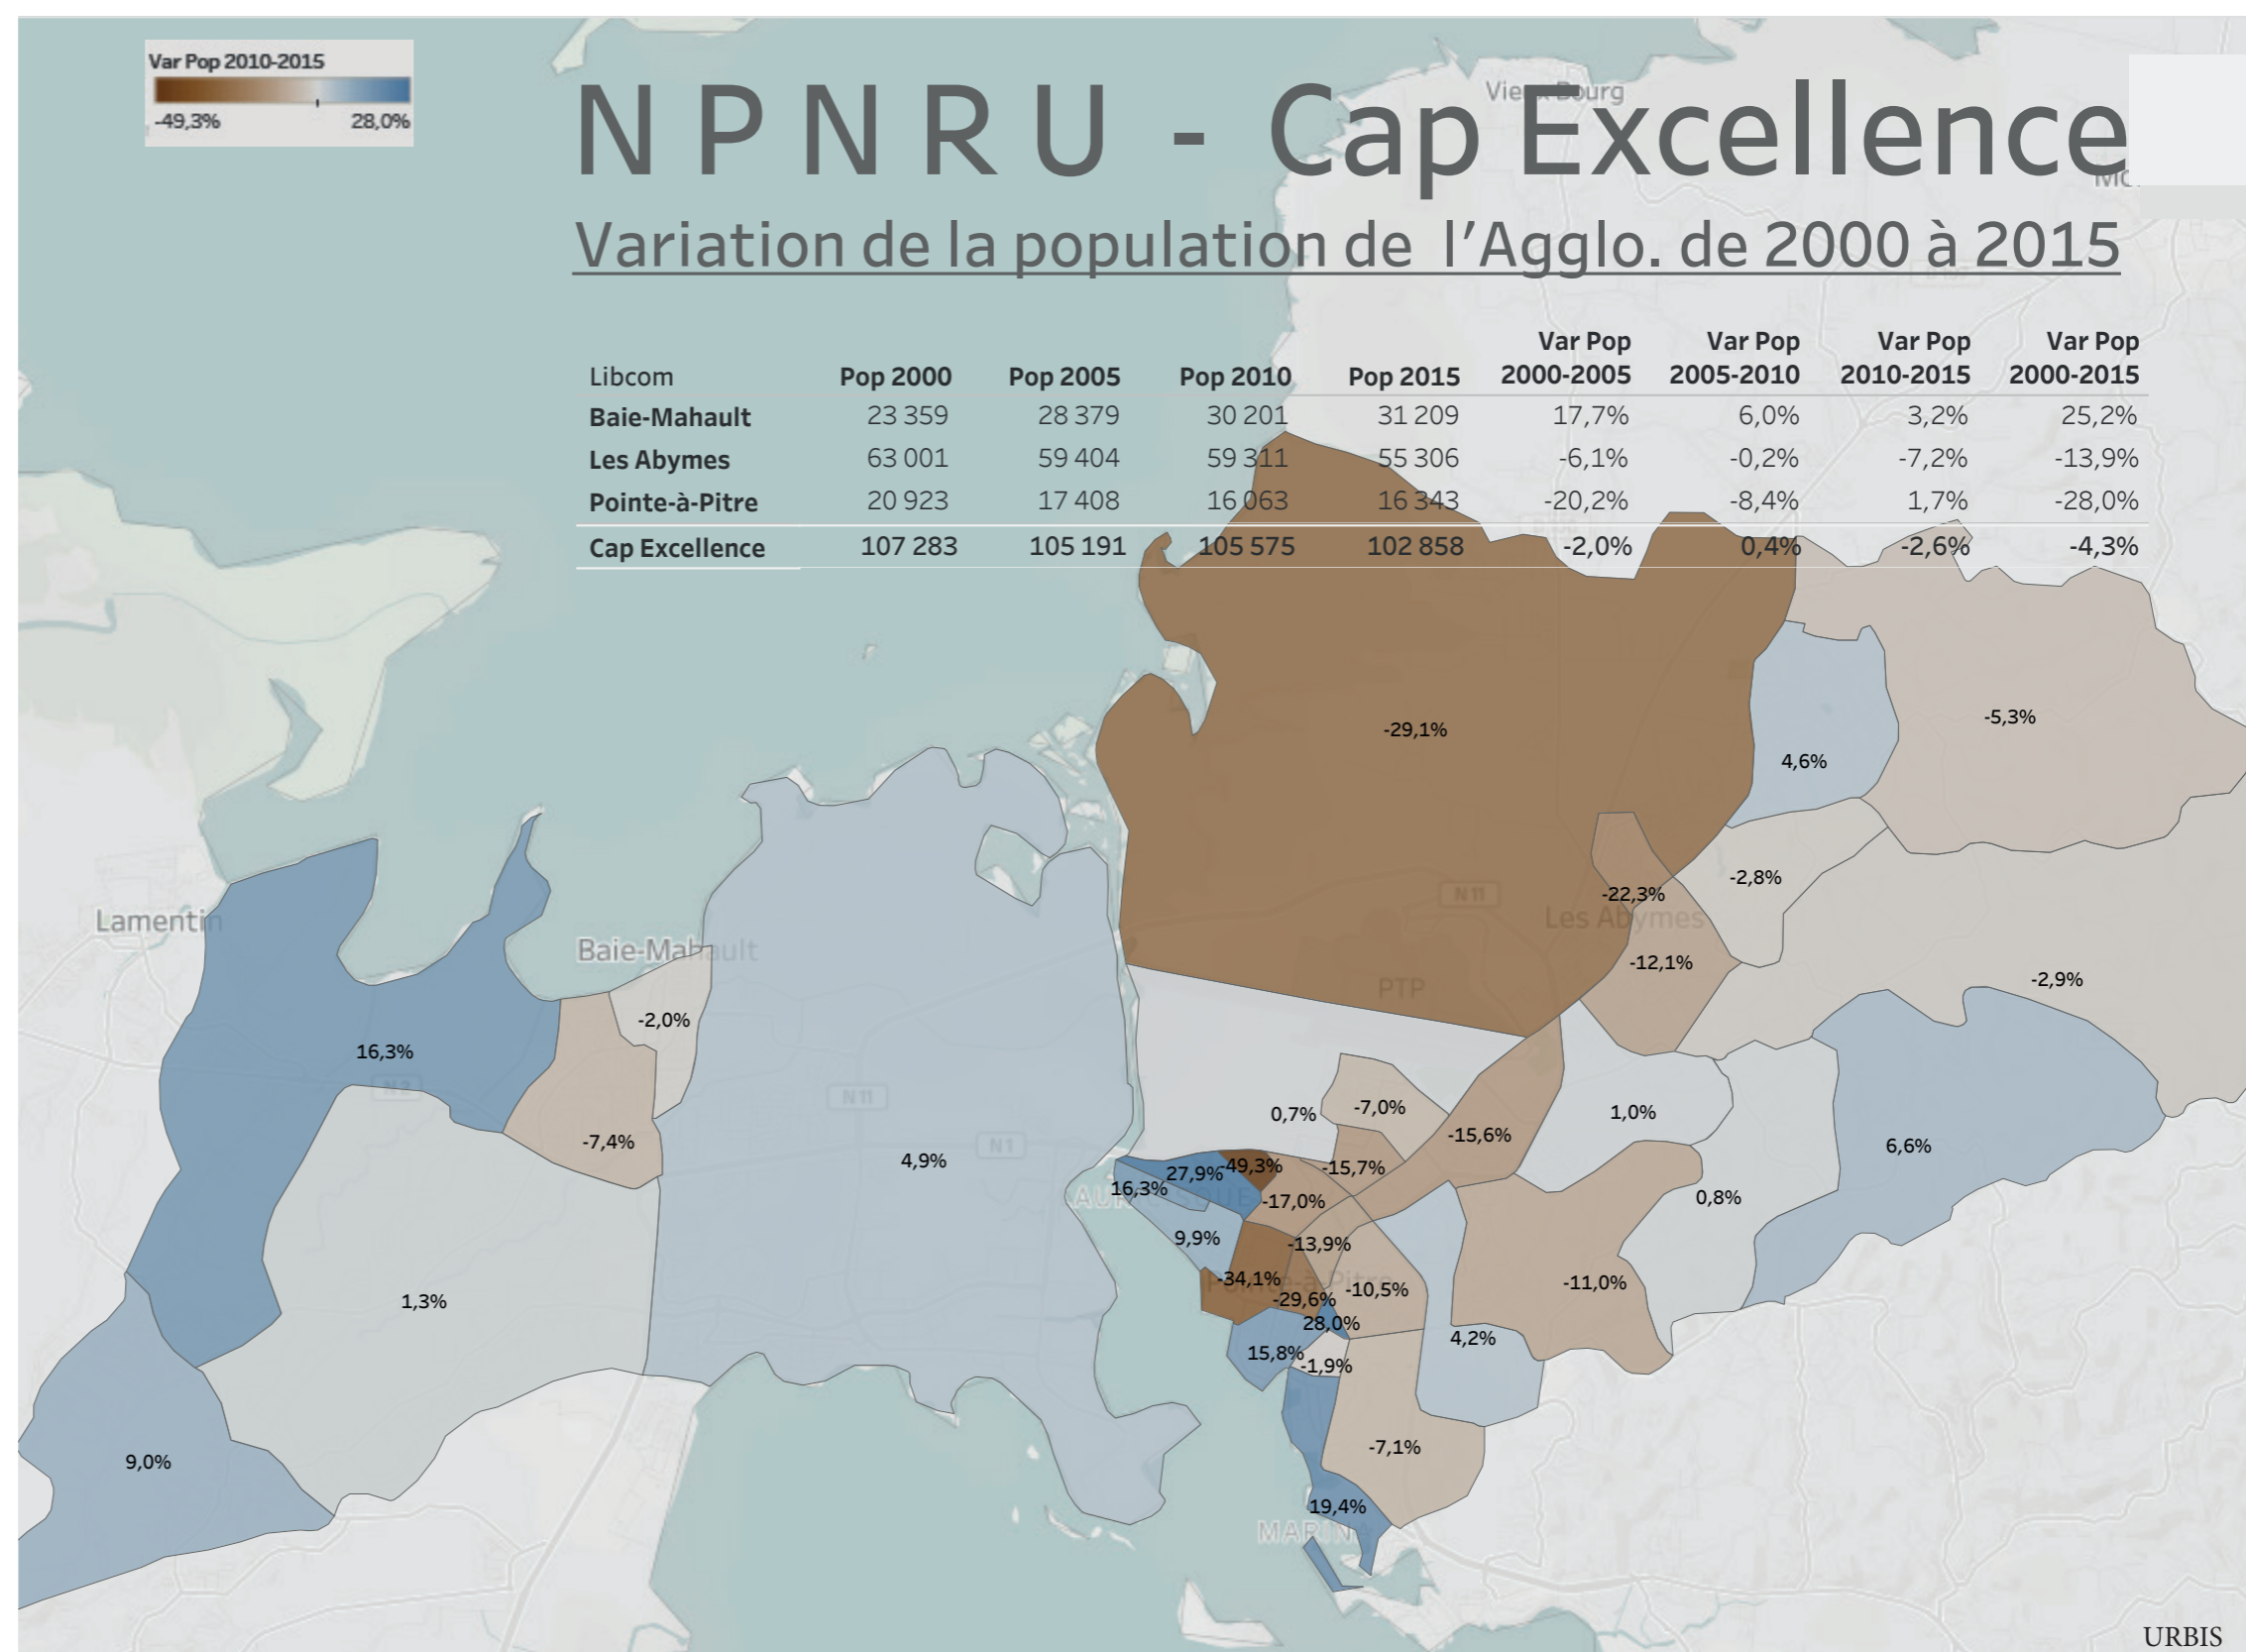 Var Pop 2010-2015
-49,3% 28,0%
N P N R U - Cap Excellence
Variation de la population de l'Agglo. de 2000 à 2015
Vieux Bourg
Libcom Pop 2000 Pop 2005 Pop 2010 Pop 2015 Var Pop 2000-2005 Var Pop 2005-2010 Var Pop 2010-2015 Var Pop 2000-2015
Baie-Mahault 23 359 28 379 30 201 31 209 17,7% 6,0% 3,2% 25,2%
Les Abymes 63 001 59 404 59 311 55 306 -6,1% -0,2% -7,2% -13,9%
Pointe-à-Pitre 20 923 17 408 16 063 16 343 -20,2% -8,4% 1,7% -28,0%
Cap Excellence 107 283 105 191 105 575 102 858 -2,0% 0,4% -2,6% -4,3%
-29,1%
-5,3%
4,6%
-2,8%
N11
-22,3%
Les Abymes
Lamentin
Baie-Mahault
-12,1%
-2,9%
PTP
-2,0%
16,3%
N2
N11
0,7%
-7,0%
1,0%
-7,4%
-15,6%
N1
6,6%
4,9%
27,9%
-49,3%
-15,7%
16,3%
-17,0%
0,8%
9,9%
-13,9%
-34,1%
Pointe-à-Pitre
-10,5%
-11,0%
1,3%
-29,6%
28,0%
4,2%
15,8%
-1,9%
-7,1%
9,0%
19,4%
MARINA
URBIS